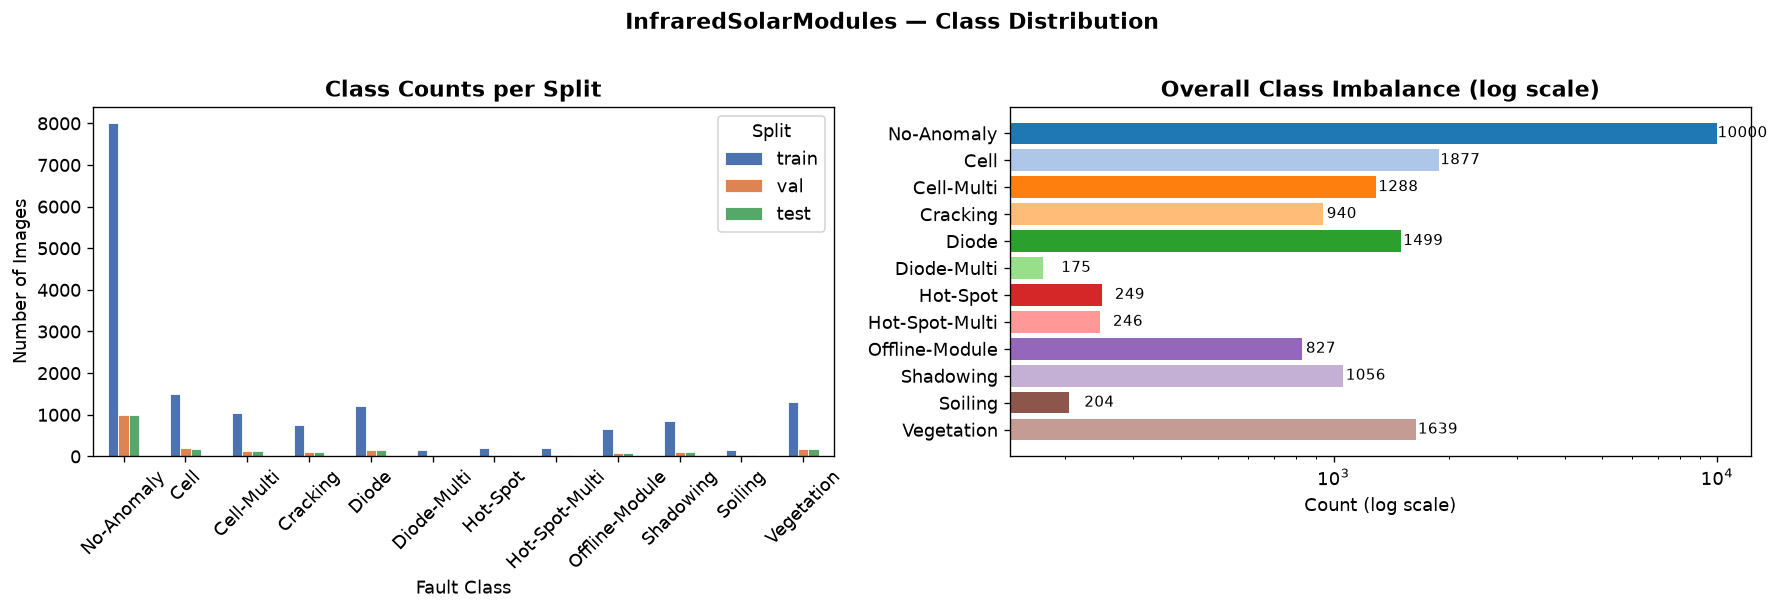 InfraredSolarModules — Class Distribution
Class Counts per Split
Number of Images
8000
7000
6000
5000
4000
3000
2000
1000
0
Split
train
val
test
No-Anomaly
Cell
Cell-Multi
Cracking
Diode
Diode-Multi
Hot-Spot
Hot-Spot-Multi
Offline-Module
Shadowing
Soiling
Vegetation
Fault Class
Overall Class Imbalance (log scale)
No-Anomaly 10000
Cell 1877
Cell-Multi 1288
Cracking 940
Diode 1499
Diode-Multi 175
Hot-Spot 249
Hot-Spot-Multi 246
Offline-Module 827
Shadowing 1056
Soiling 204
Vegetation 1639
10³ 10⁴
Count (log scale)